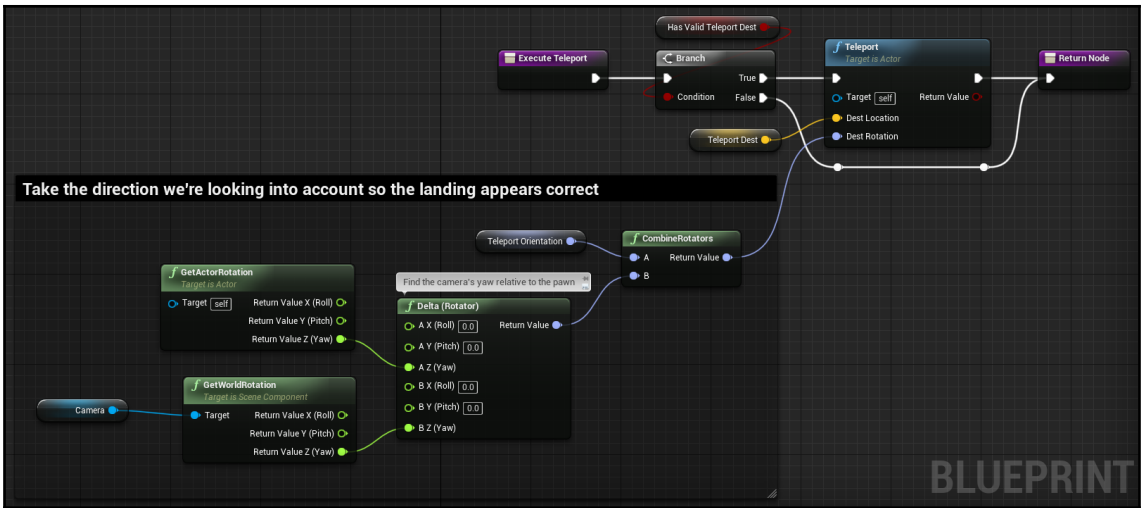 Has Valid Teleport Dest
Execute Teleport
Branch
True
Condition
False
Teleport
Target is Actor
Target self
Return Value
Dest Location
Dest Rotation
Return Node
Teleport Dest
Take the direction we're looking into account so the landing appears correct
Teleport Orientation
CombineRotators
A
Return Value
B
GetActorRotation
Target is Actor
Target self
Return Value X (Roll)
Return Value Y (Pitch)
Return Value Z (Yaw)
Find the camera's yaw relative to the pawn
Delta (Rotator)
A X (Roll) 0.0
Return Value
A Y (Pitch) 0.0
A Z (Yaw)
B X (Roll) 0.0
B Y (Pitch) 0.0
B Z (Yaw)
Camera
GetWorldRotation
Target is Scene Component
Target
Return Value X (Roll)
Return Value Y (Pitch)
Return Value Z (Yaw)
BLUEPRINT